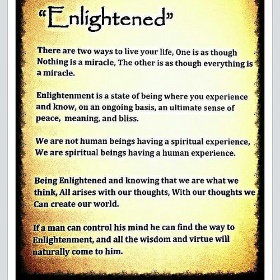 “Enlightened”
There are two ways to live your life, One is as though
Nothing is a miracle, The other is as though everything is
a miracle.
Enlightenment is a state of being where you experience
and know, on an ongoing basis, an ultimate sense of
peace, meaning, and bliss.
We are not human beings having a spiritual experience,
We are spiritual beings having a human experience.
Being Enlightened and knowing that we are what we
think, All arises with our thoughts, With our thoughts we
Can create our world.
If a man can control his mind he can find the way to
Enlightenment, and all the wisdom and virtue will
naturally come to him.